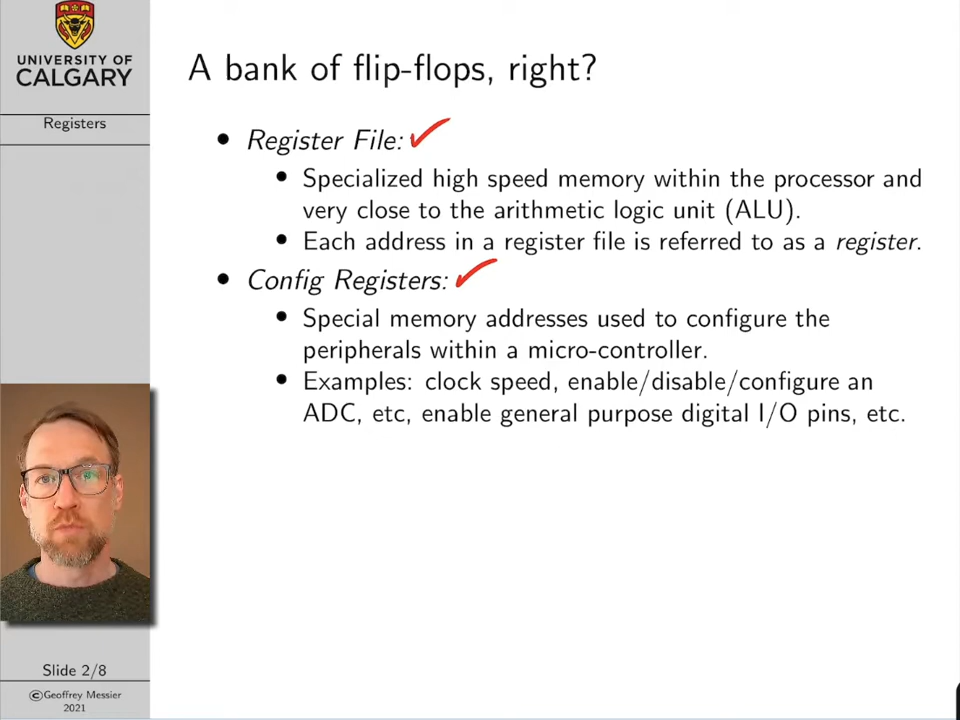 UNIVERSITY OF
CALGARY
Registers
A bank of flip-flops, right?
• Register File:
• Specialized high speed memory within the processor and
very close to the arithmetic logic unit (ALU).
• Each address in a register file is referred to as a register.
• Config Registers:
• Special memory addresses used to configure the
peripherals within a micro-controller.
• Examples: clock speed, enable/disable/configure an
ADC, etc, enable general purpose digital I/O pins, etc.
Slide 2/8
©Geoffrey Messier
2021